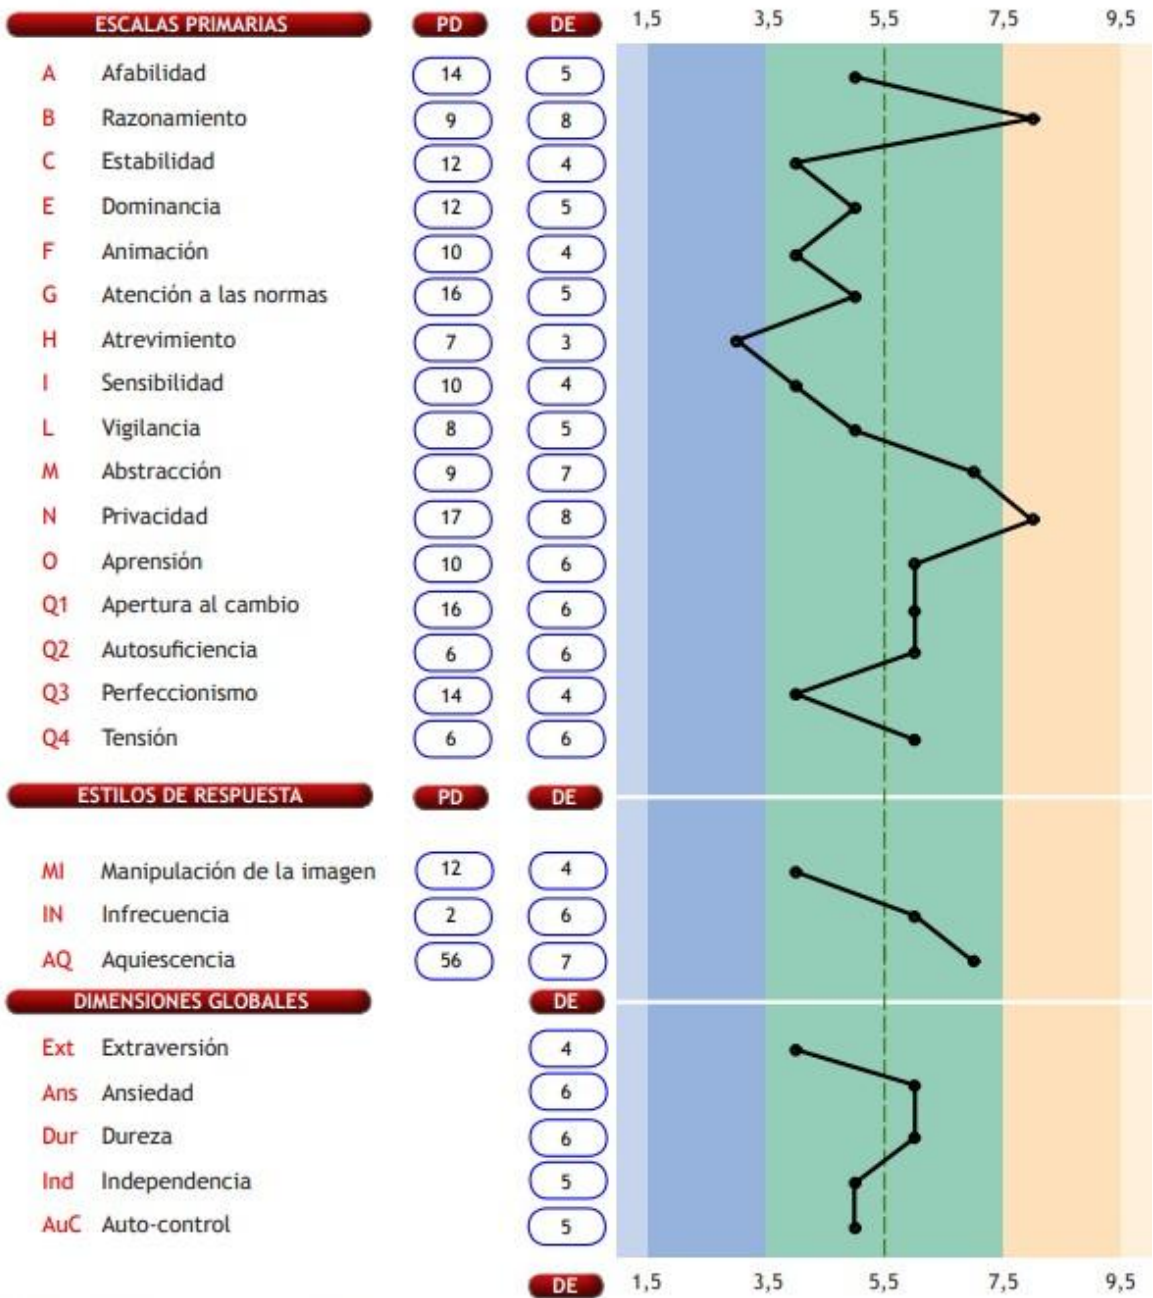 ESCALAS PRIMARIAS PD DE 1,5 3,5 5,5 7,5 9,5
A Afabilidad 14 5
B Razonamiento 9 8
C Estabilidad 12 4
E Dominancia 12 5
F Animación 10 4
G Atención a las normas 16 5
H Atrevimiento 7 3
I Sensibilidad 10 4
L Vigilancia 8 5
M Abstracción 9 7
N Privacidad 17 8
O Aprensión 10 6
Q1 Apertura al cambio 16 6
Q2 Autosuficiencia 6 6
Q3 Perfeccionismo 14 4
Q4 Tensión 6 6
ESTILOS DE RESPUESTA PD DE
MI Manipulación de la imagen 12 4
IN Infrecuencia 2 6
AQ Aquiescencia 56 7
DIMENSIONES GLOBALES DE
Ext Extraversión 4
Ans Ansiedad 6
Dur Dureza 6
Ind Independencia 5
AuC Auto-control 5
DE 1,5 3,5 5,5 7,5 9,5